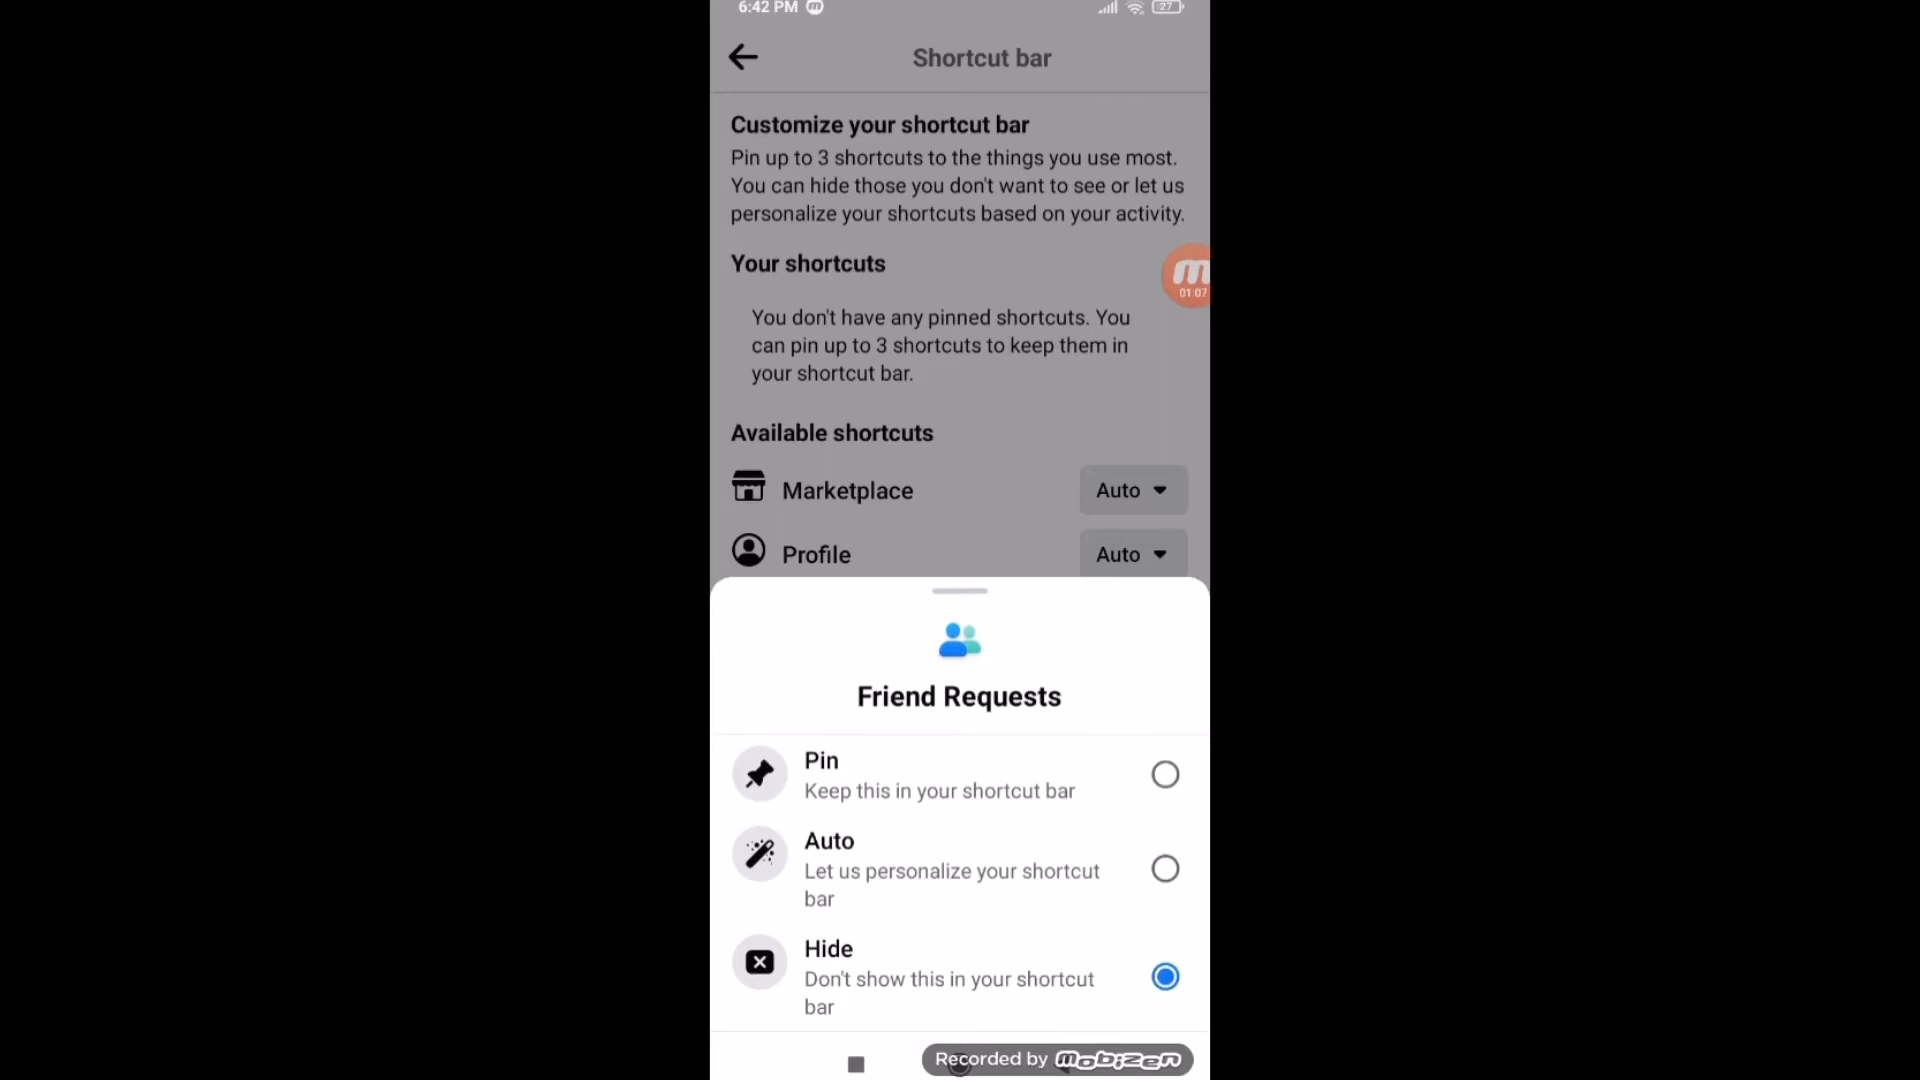 6:42 PM
27
Shortcut bar
Customize your shortcut bar
Pin up to 3 shortcuts to the things you use most.
You can hide those you don't want to see or let us
personalize your shortcuts based on your activity.
Your shortcuts
01:07
You don't have any pinned shortcuts. You
can pin up to 3 shortcuts to keep them in
your shortcut bar.
Available shortcuts
Marketplace
Auto
Profile
Auto
Friend Requests
Pin
Keep this in your shortcut bar
Auto
Let us personalize your shortcut
bar
Hide
Don't show this in your shortcut
bar
Recorded by mobizen